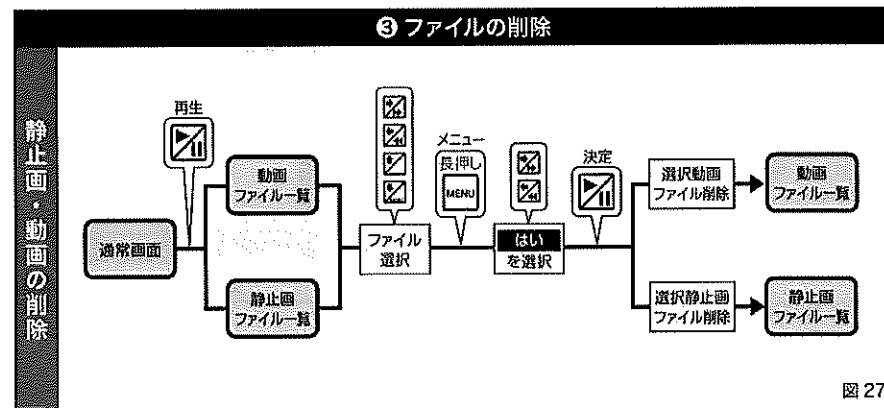 ❸ ファイルの削除
静止画・動画の削除
再生
通常画面
動画
ファイル一覧
静止画
ファイル一覧
ファイル
選択
メニュー
長押し
MENU
はい
を選択
決定
選択動画
ファイル削除
動画
ファイル一覧
選択静止画
ファイル削除
静止画
ファイル一覧
図 27